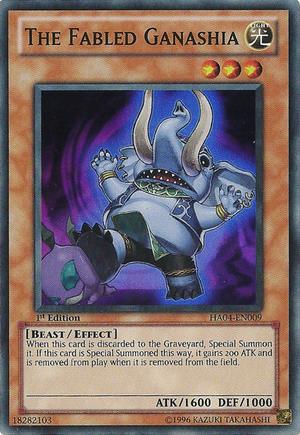 THE FABLED GANASHIA
LIGHT
光
1st Edition
HA04-EN009
[BEAST / EFFECT]
When this card is discarded to the Graveyard, Special Summon
it. If this card is Special Summoned this way, it gains 200 ATK and
is removed from play when it is removed from the field.
ATK/1600 DEF/1000
18282103
©1996 KAZUKI TAKAHASHI